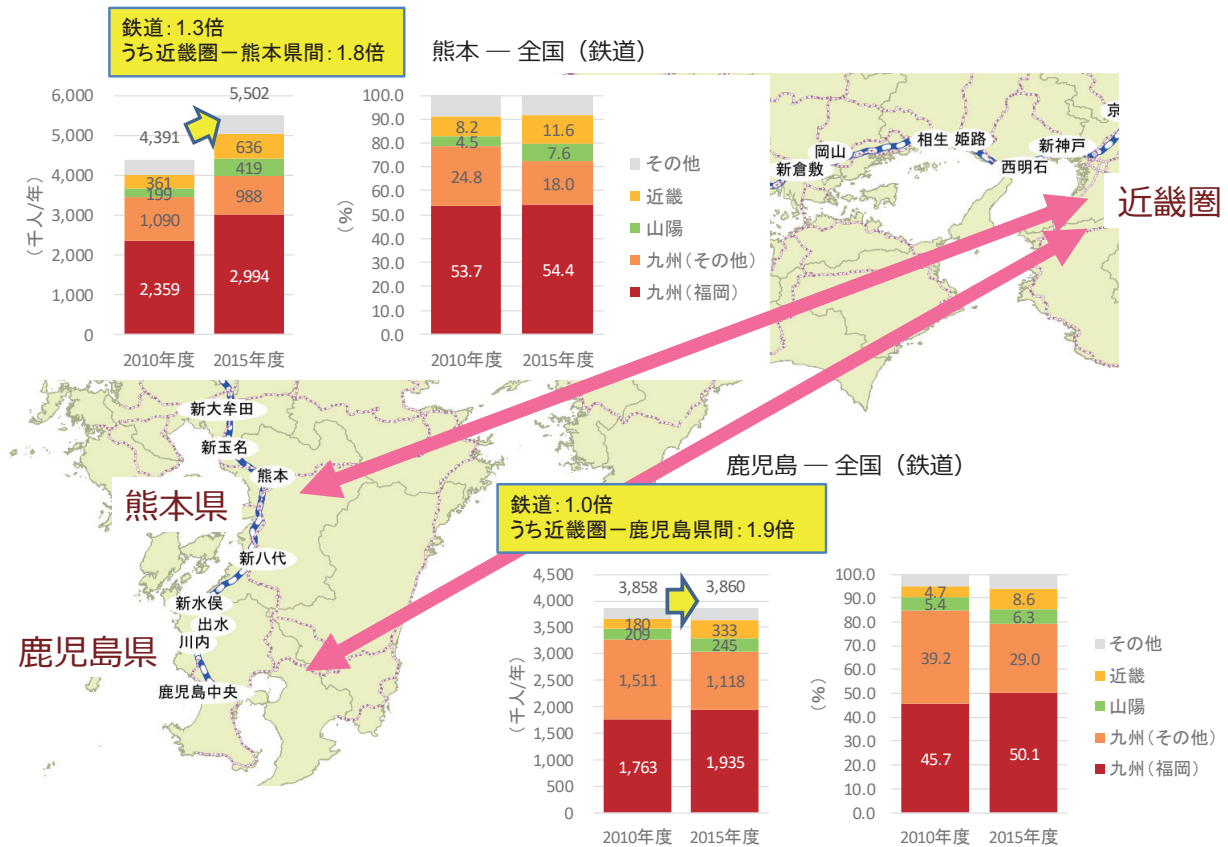 鉄道:1.3倍
うち近畿圏－熊本県間:1.8倍
熊本 ― 全国（鉄道）
（千人/年）
6,000
5,000
4,000
3,000
2,000
1,000
0
4,391
361
199
1,090
2,359
5,502
636
419
988
2,994
2010年度 2015年度
（%）
100.0
90.0
80.0
70.0
60.0
50.0
40.0
30.0
20.0
10.0
0.0
8.2
4.5
24.8
53.7
11.6
7.6
18.0
54.4
2010年度 2015年度
その他
近畿
山陽
九州（その他）
九州（福岡）
新倉敷
岡山
相生 姫路
西明石
新神戸
京
近畿圏
新大牟田
新玉名
熊本
熊本県
新八代
新水俣
出水
川内
鹿児島県
鹿児島中央
鹿児島 ― 全国（鉄道）
鉄道:1.0倍
うち近畿圏－鹿児島県間:1.9倍
（千人/年）
4,500
4,000
3,500
3,000
2,500
2,000
1,500
1,000
500
0
3,858
180
209
1,511
1,763
3,860
333
245
1,118
1,935
2010年度 2015年度
（%）
100.0
90.0
80.0
70.0
60.0
50.0
40.0
30.0
20.0
10.0
0.0
4.7
5.4
39.2
45.7
8.6
6.3
29.0
50.1
2010年度 2015年度
その他
近畿
山陽
九州（その他）
九州（福岡）